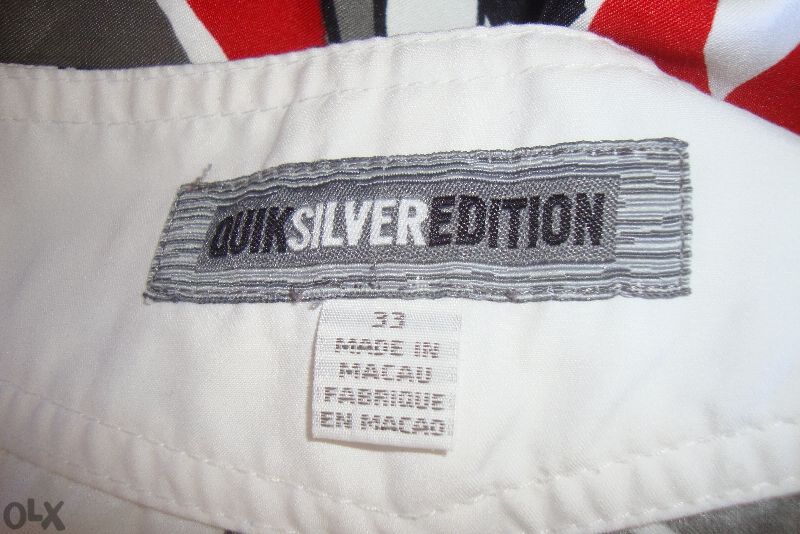 QUIKSILVEREDITION
33
MADE IN
MACAU
FABRIQUE
EN MACAO
OLX